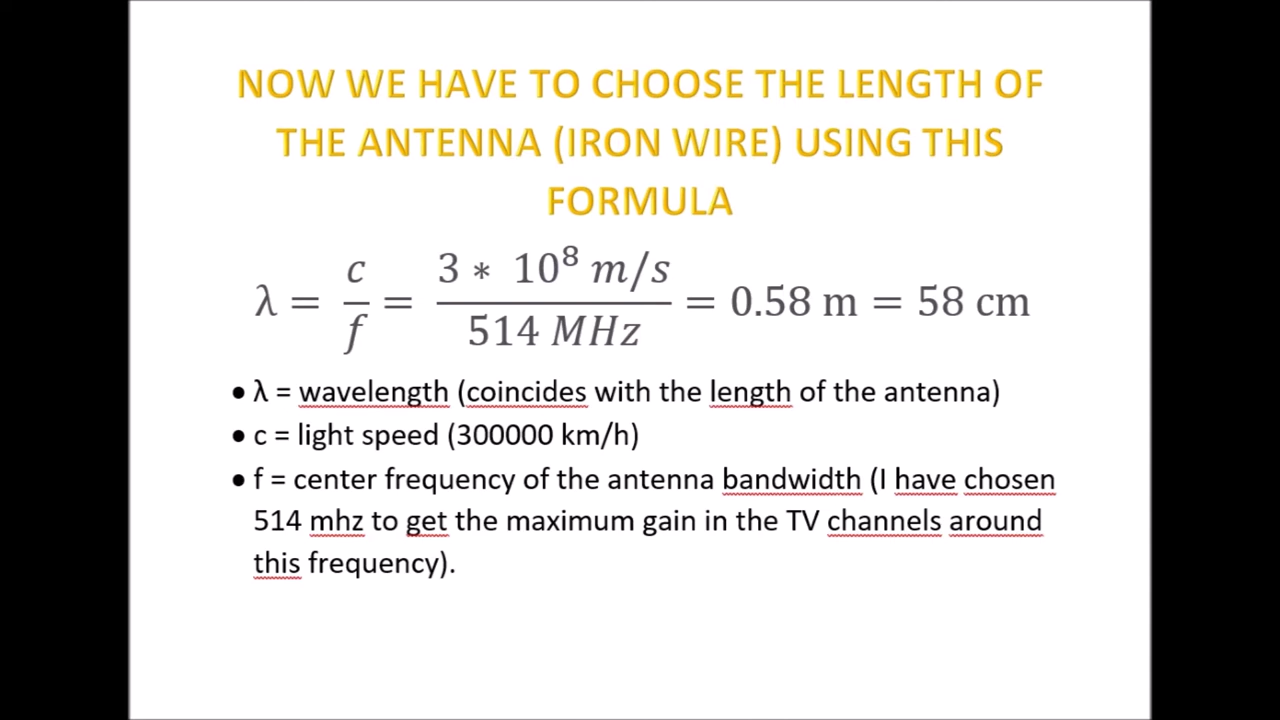 NOW WE HAVE TO CHOOSE THE LENGTH OF
THE ANTENNA (IRON WIRE) USING THIS
FORMULA
λ = c/f = 3 * 10⁸ m/s / 514 MHz = 0.58 m = 58 cm
• λ = wavelength (coincides with the length of the antenna)
• c = light speed (300000 km/h)
• f = center frequency of the antenna bandwidth (I have chosen
514 mhz to get the maximum gain in the TV channels around
this frequency).